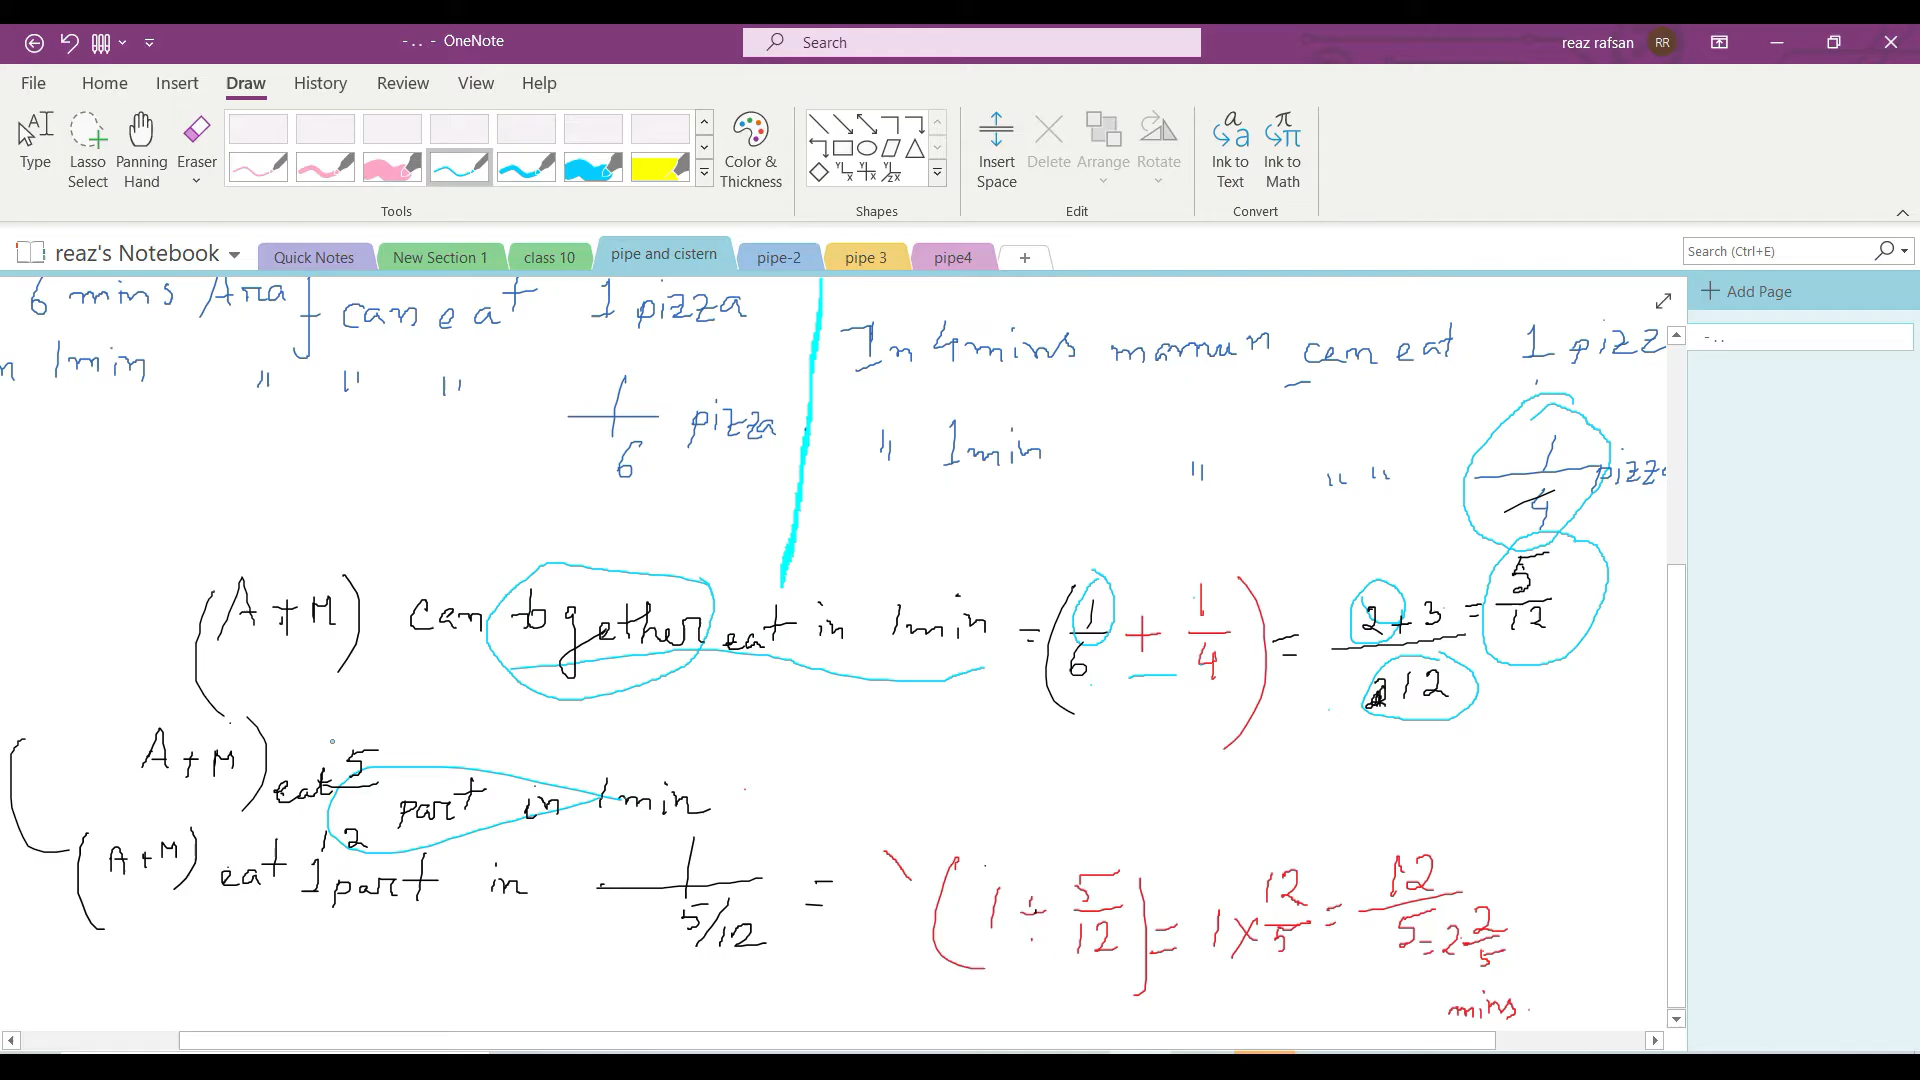 - .. - OneNote
Search
reaz rafsan
RR
File Home Insert Draw History Review View Help
Type
Lasso Select
Panning Hand
Eraser
Color & Thickness
Insert Space
Delete
Arrange
Rotate
Ink to Text
Ink to Math
Tools
Shapes
Edit
Convert
reaz's Notebook
Quick Notes
New Section 1
class 10
pipe and cistern
pipe-2
pipe 3
pipe4
Search (Ctrl+E)
Add Page
- ..
6 mins Araf can eat 1 pizza
n 1min " " " 1/6 pizza
In 4mins mamun can eat 1 pizz
" 1min " " " 1/4 pizza
(A+M) can together eat in 1min = (1/6 + 1/4) = 2+3/12 = 5/12
(A+M) eat 5/12 part in 1min
(A+M) eat 1 part in 1/5/12 = (1 ÷ 5/12) = 1 × 12/5 = 12/5 = 2 2/5
mins.